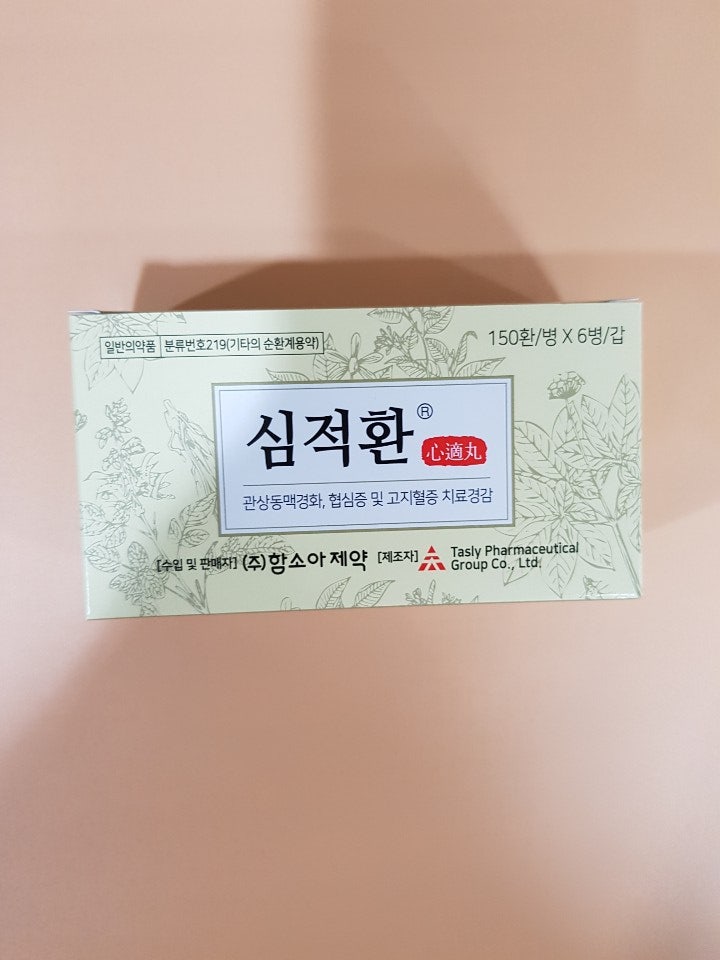 일반의약품 분류번호219(기타의 순환계용약)
150환/병 X 6병/갑
심적환®
心適丸
관상동맥경화, 협심증 및 고지혈증 치료경감
[수입 및 판매자] (주)함소아제약 [제조자] Tasly Pharmaceutical
Group Co., Ltd.